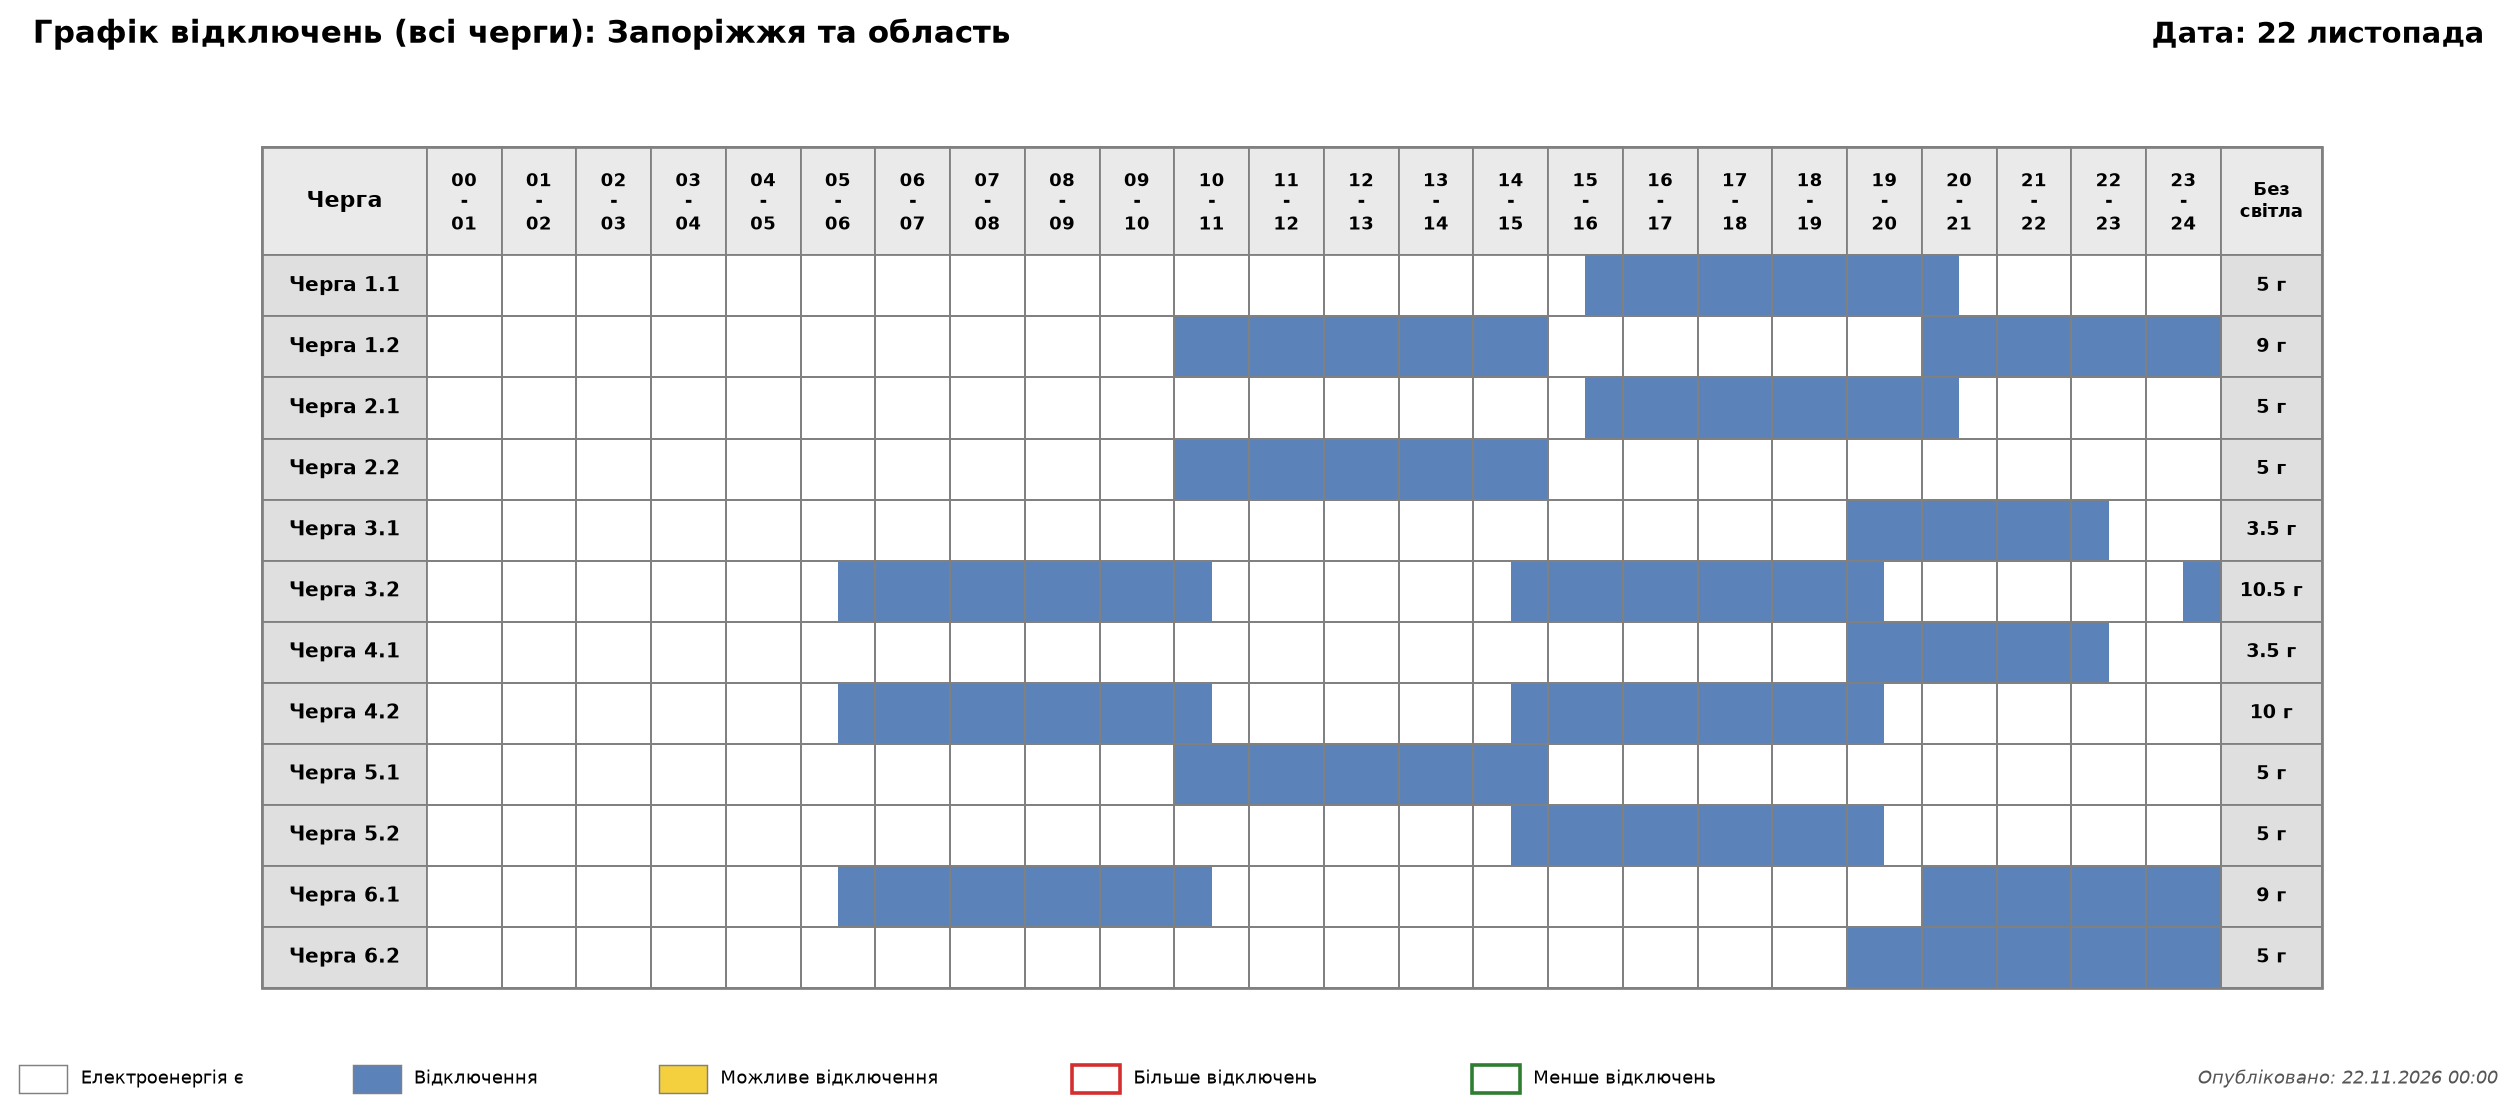 Графік відключень (всі черги): Запоріжжя та область
Дата: 22 листопада
Черга 00 - 01 01 - 02 02 - 03 03 - 04 04 - 05 05 - 06 06 - 07 07 - 08 08 - 09 09 - 10 10 - 11 11 - 12 12 - 13 13 - 14 14 - 15 15 - 16 16 - 17 17 - 18 18 - 19 19 - 20 20 - 21 21 - 22 22 - 23 23 - 24 Без світла
Черга 1.1 5 г
Черга 1.2 9 г
Черга 2.1 5 г
Черга 2.2 5 г
Черга 3.1 3.5 г
Черга 3.2 10.5 г
Черга 4.1 3.5 г
Черга 4.2 10 г
Черга 5.1 5 г
Черга 5.2 5 г
Черга 6.1 9 г
Черга 6.2 5 г
Електроенергія є
Відключення
Можливе відключення
Більше відключень
Менше відключень
Опубліковано: 22.11.2026 00:00